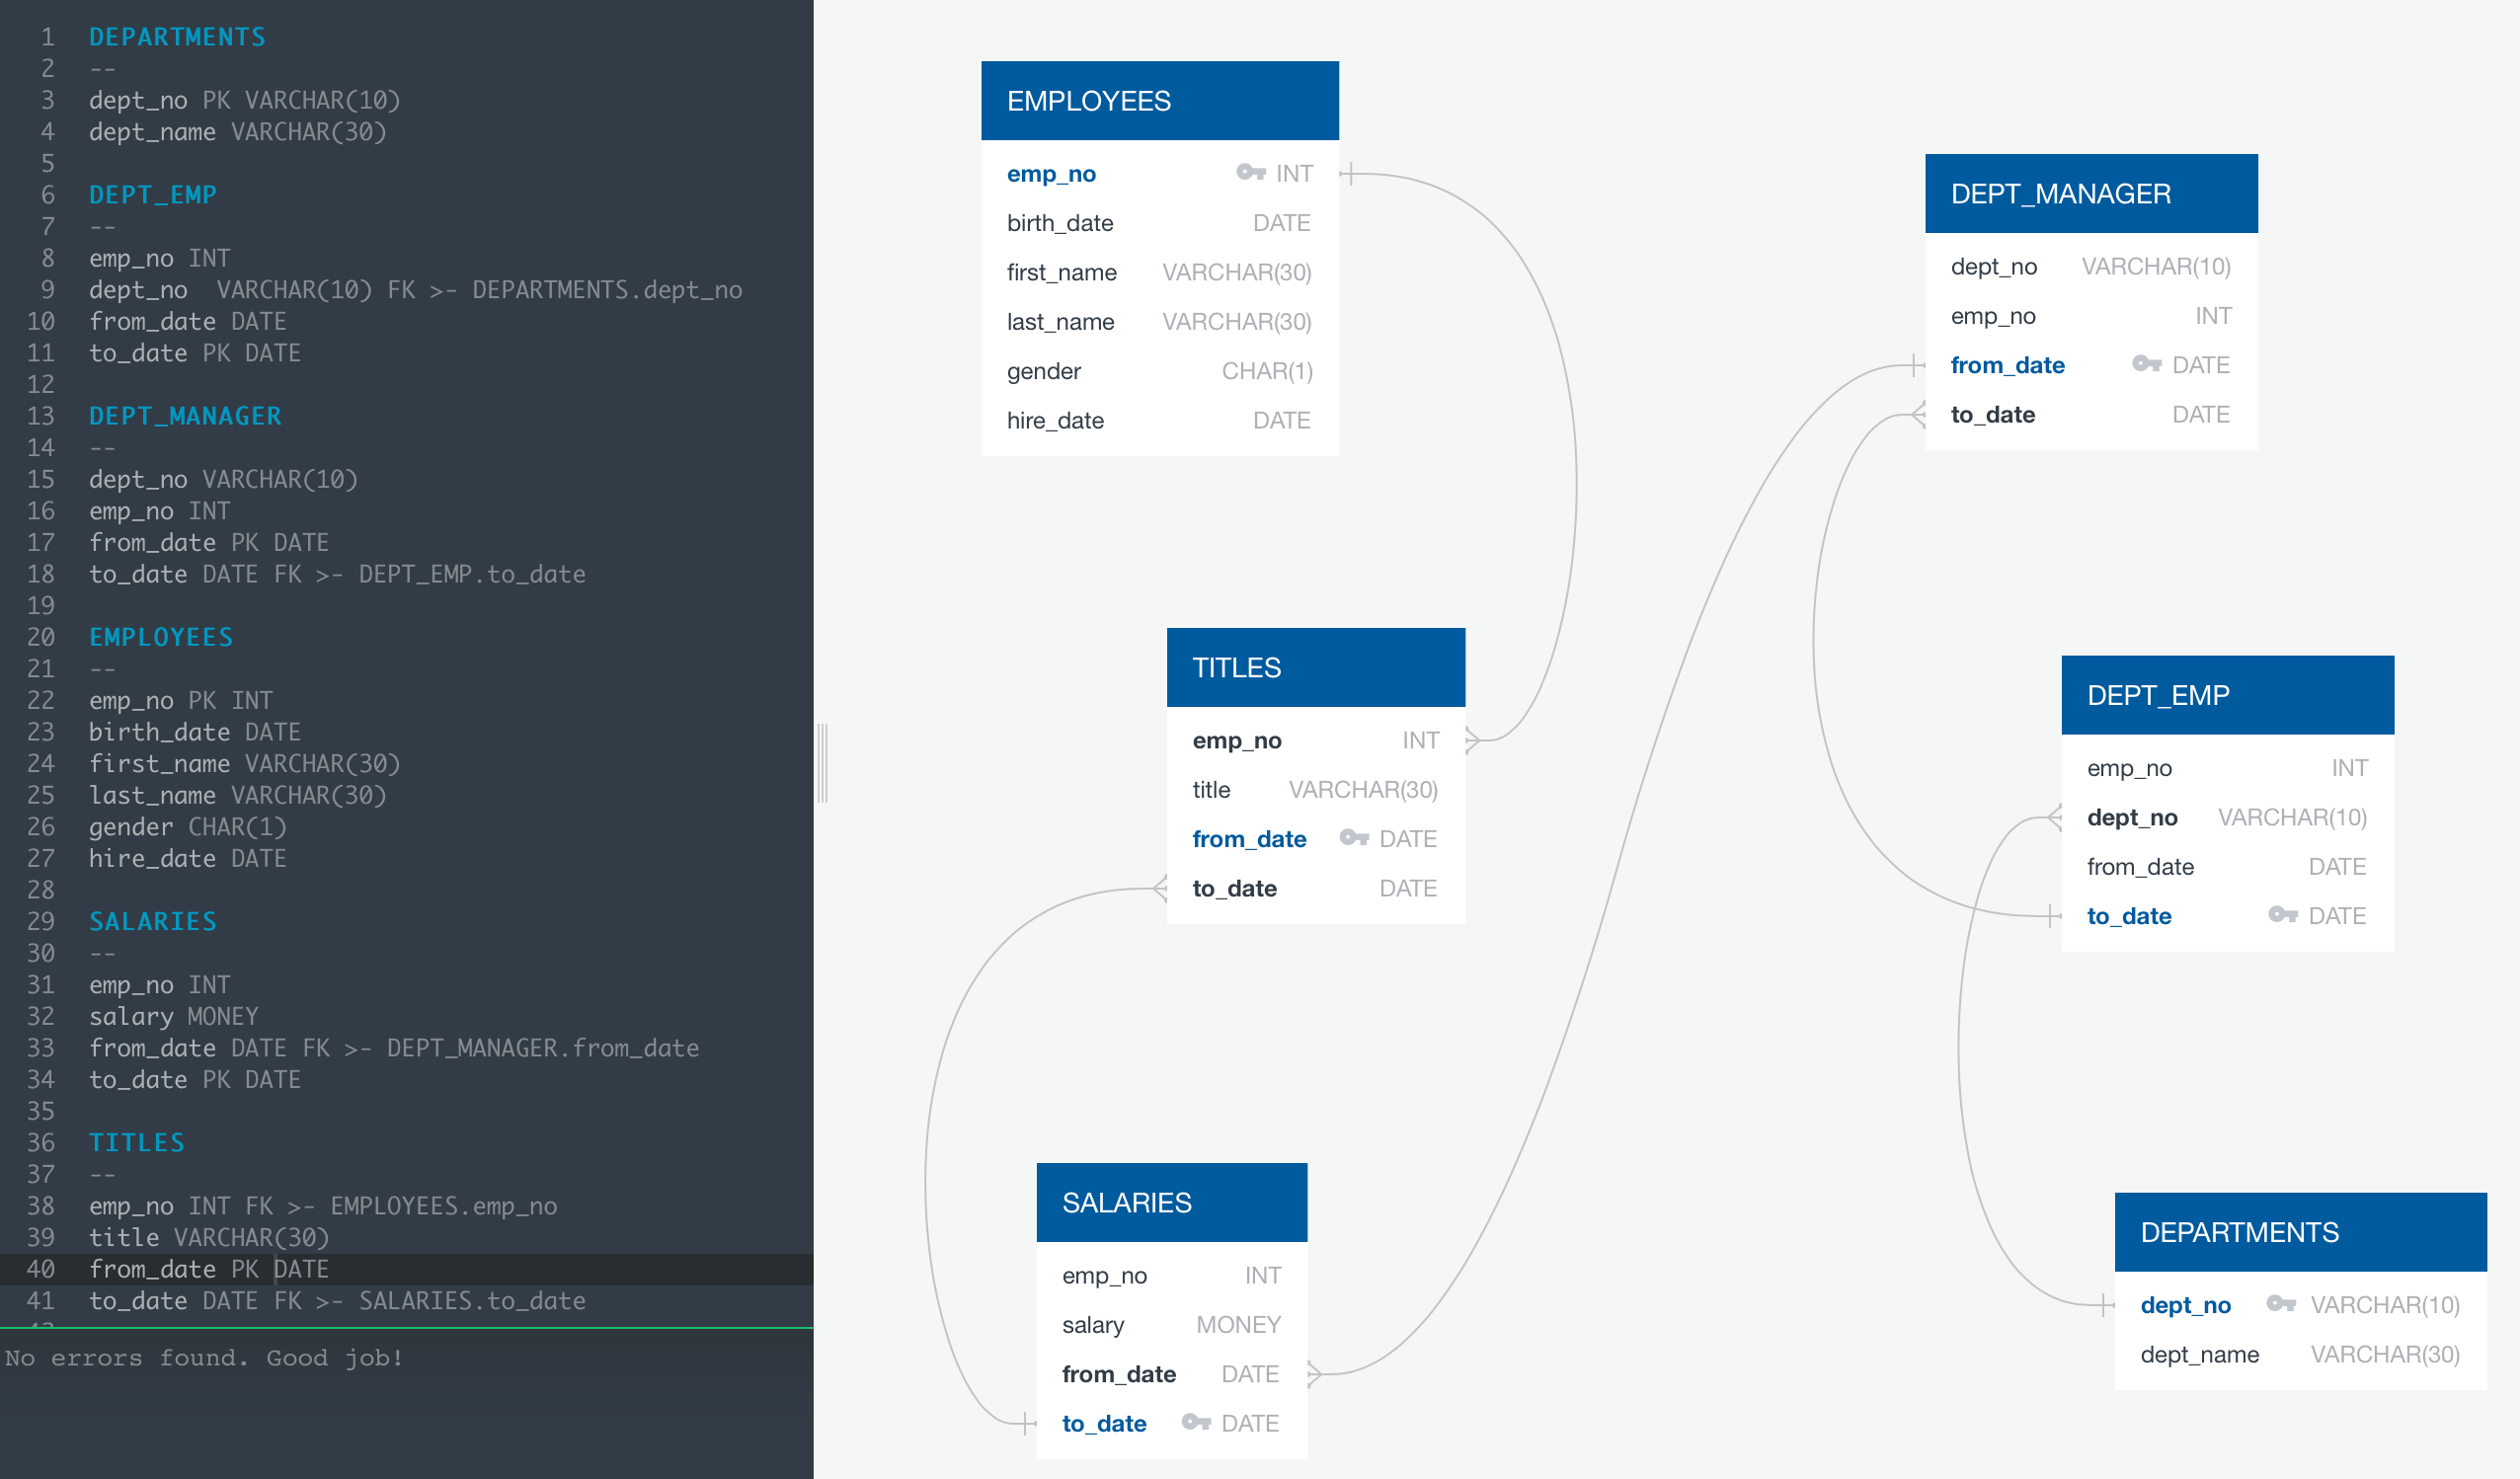 1 DEPARTMENTS
2 --
3 dept_no PK VARCHAR(10)
4 dept_name VARCHAR(30)
5
6 DEPT_EMP
7 --
8 emp_no INT
9 dept_no  VARCHAR(10) FK >- DEPARTMENTS.dept_no
10 from_date DATE
11 to_date PK DATE
12
13 DEPT_MANAGER
14 --
15 dept_no VARCHAR(10)
16 emp_no INT
17 from_date PK DATE
18 to_date DATE FK >- DEPT_EMP.to_date
19
20 EMPLOYEES
21 --
22 emp_no PK INT
23 birth_date DATE
24 first_name VARCHAR(30)
25 last_name VARCHAR(30)
26 gender CHAR(1)
27 hire_date DATE
28
29 SALARIES
30 --
31 emp_no INT
32 salary MONEY
33 from_date DATE FK >- DEPT_MANAGER.from_date
34 to_date PK DATE
35
36 TITLES
37 --
38 emp_no INT FK >- EMPLOYEES.emp_no
39 title VARCHAR(30)
40 from_date PK DATE
41 to_date DATE FK >- SALARIES.to_date
No errors found. Good job!
EMPLOYEES
emp_no INT
birth_date DATE
first_name VARCHAR(30)
last_name VARCHAR(30)
gender CHAR(1)
hire_date DATE
DEPT_MANAGER
dept_no VARCHAR(10)
emp_no INT
from_date DATE
to_date DATE
TITLES
emp_no INT
title VARCHAR(30)
from_date DATE
to_date DATE
DEPT_EMP
emp_no INT
dept_no VARCHAR(10)
from_date DATE
to_date DATE
SALARIES
emp_no INT
salary MONEY
from_date DATE
to_date DATE
DEPARTMENTS
dept_no VARCHAR(10)
dept_name VARCHAR(30)